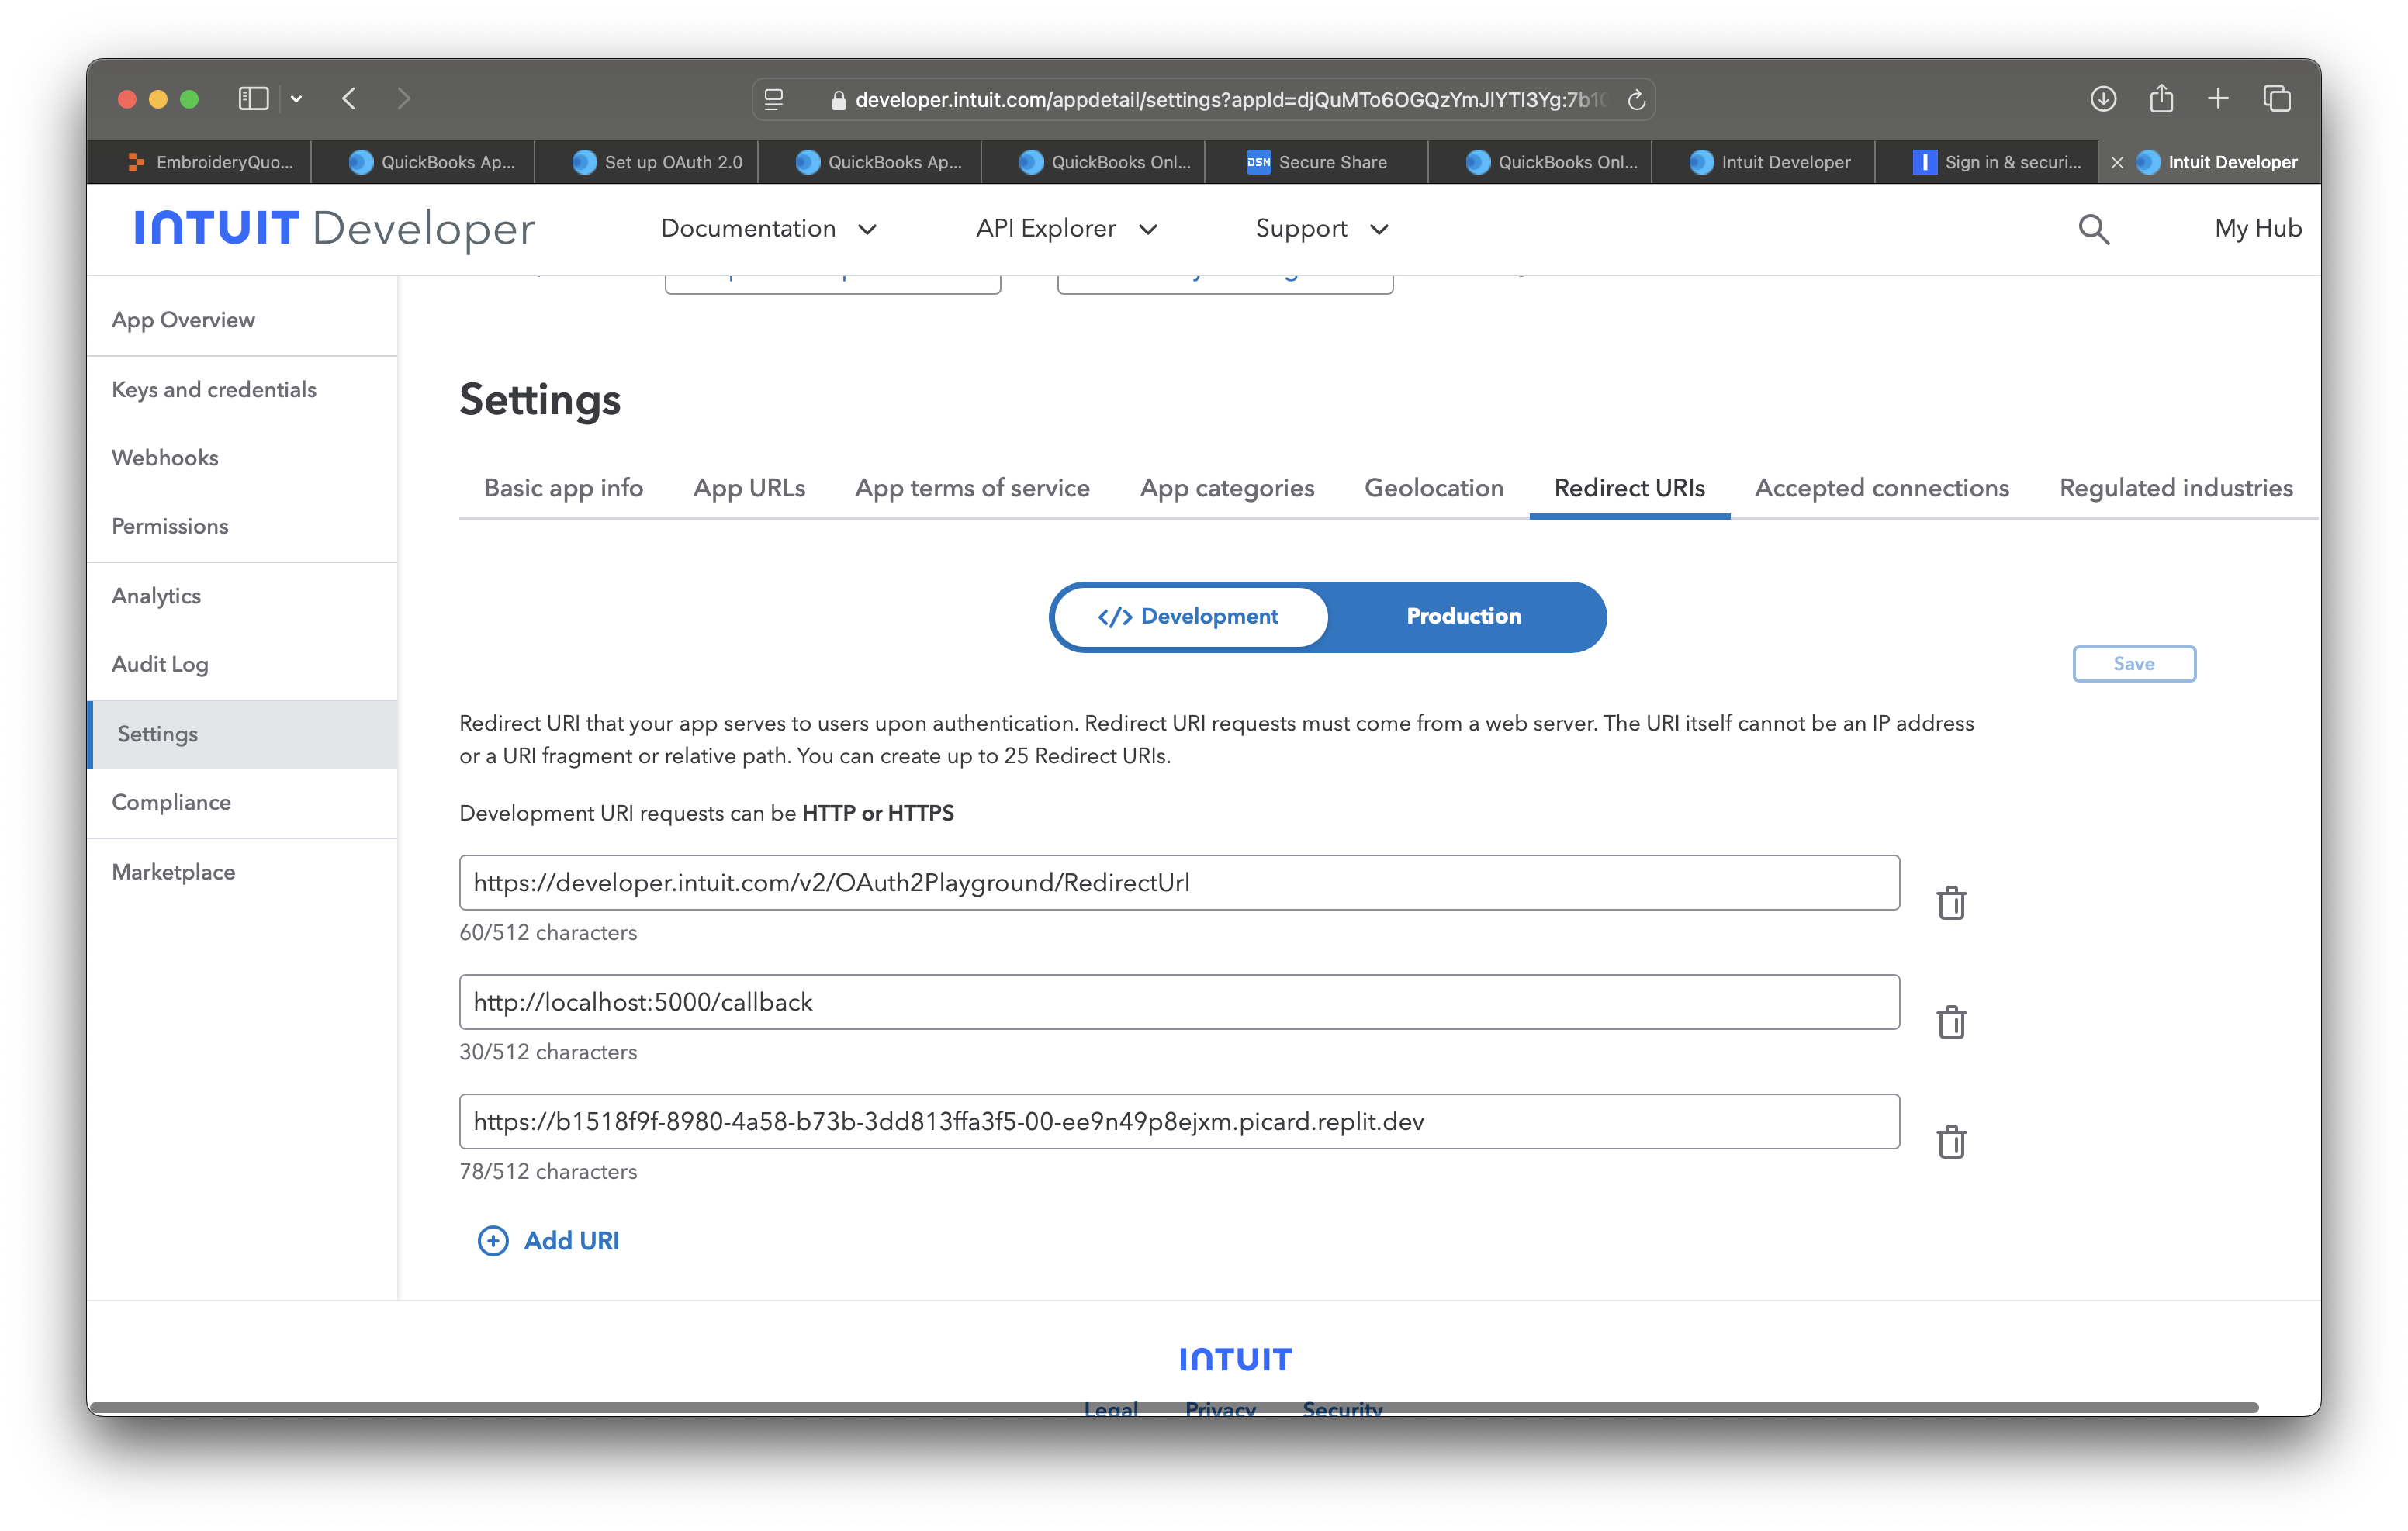 developer.intuit.com/appdetail/settings?appId=djQuMTo6OGQzYmJlYTI3Yg:7b10
EmbroideryQuo...
QuickBooks Ap...
Set up OAuth 2.0
QuickBooks Ap...
QuickBooks Onl...
DSM Secure Share
QuickBooks Onl...
Intuit Developer
Sign in & securi...
Intuit Developer
INTUIT Developer
Documentation
API Explorer
Support
My Hub
App Overview
Keys and credentials
Webhooks
Permissions
Analytics
Audit Log
Settings
Compliance
Marketplace
Settings
Basic app info
App URLs
App terms of service
App categories
Geolocation
Redirect URIs
Accepted connections
Regulated industries
</> Development
Production
Save
Redirect URI that your app serves to users upon authentication. Redirect URI requests must come from a web server. The URI itself cannot be an IP address
or a URI fragment or relative path. You can create up to 25 Redirect URIs.
Development URI requests can be HTTP or HTTPS
https://developer.intuit.com/v2/OAuth2Playground/RedirectUrl
60/512 characters
http://localhost:5000/callback
30/512 characters
https://b1518f9f-8980-4a58-b73b-3dd813ffa3f5-00-ee9n49p8ejxm.picard.replit.dev
78/512 characters
Add URI
INTUIT
Legal
Privacy
Security